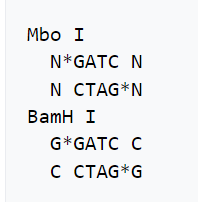 Mbo I
N*GATC N
N CTAG*N
BamH I
G*GATC C
C CTAG*G